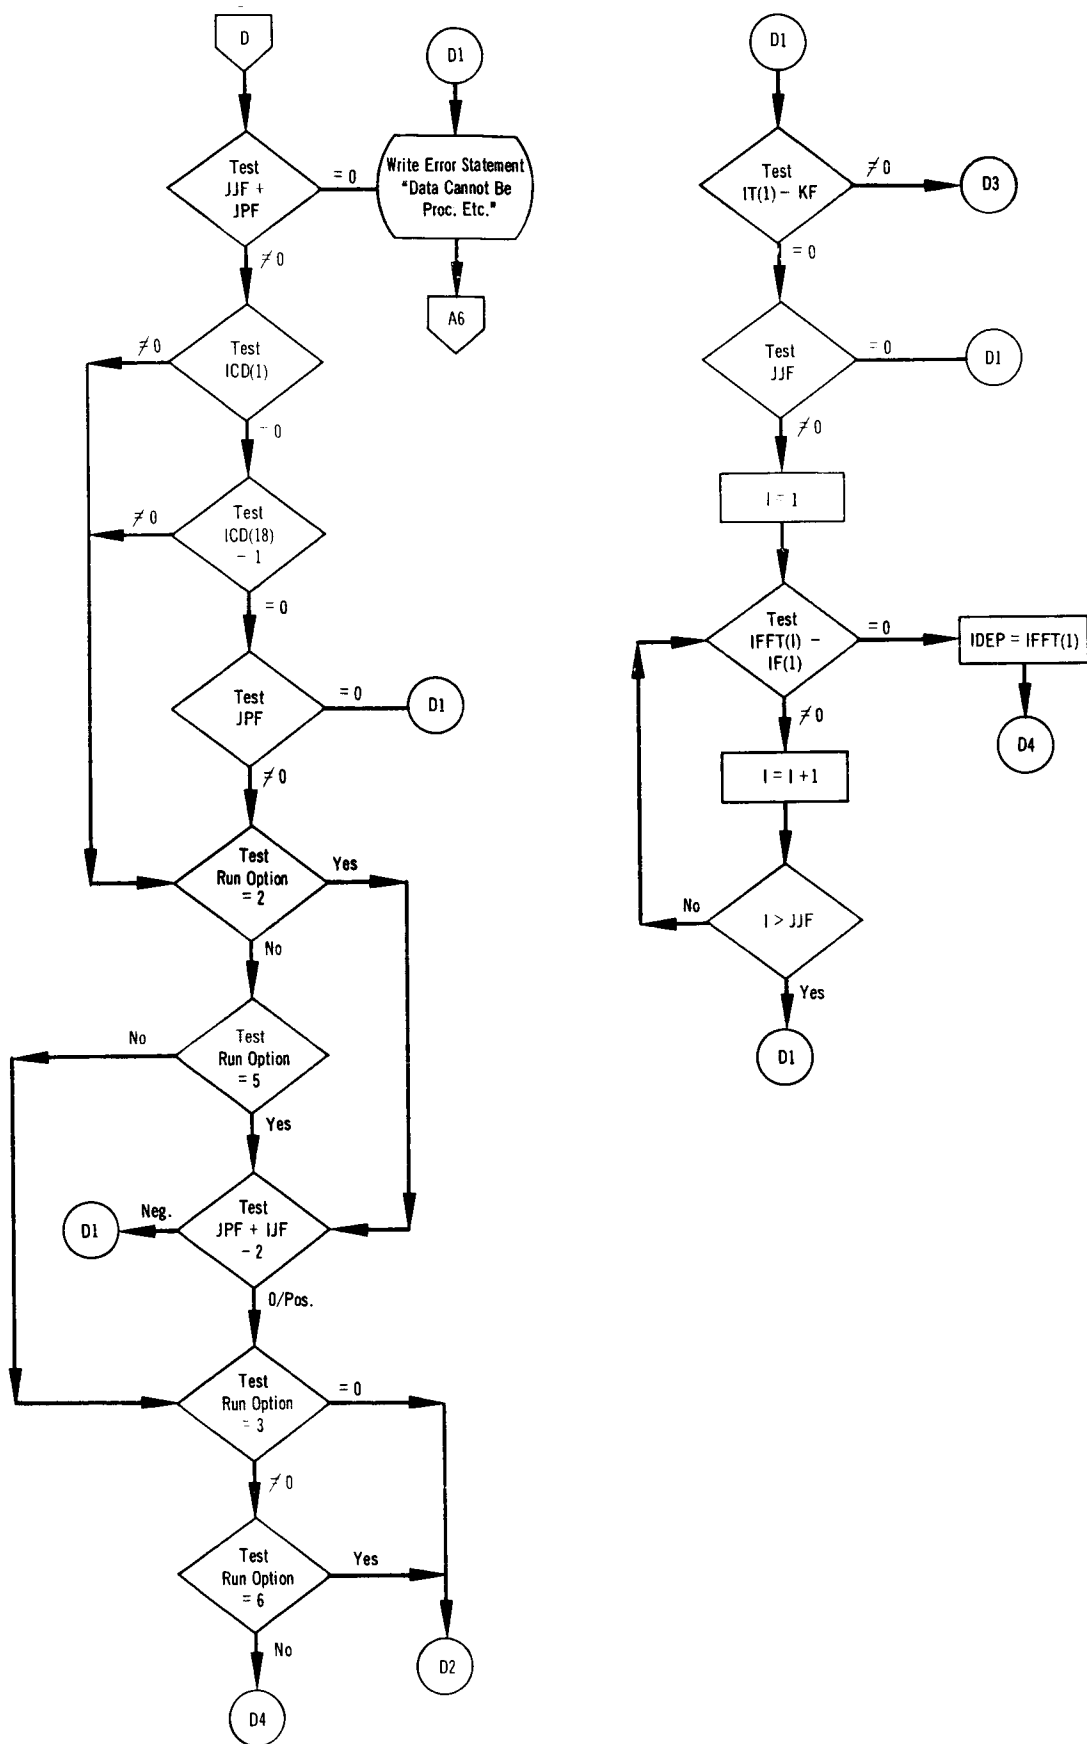 D
Test
JJF +
JPF
= 0
≠0
D1
Write Error Statement
"Data Cannot Be
Proc. Etc."
A6
Test
ICD(1)
≠0
= 0
Test
ICD(18)
- 1
≠0
= 0
Test
JPF
= 0
D1
≠0
Test
Run Option
= 2
Yes
No
Test
Run Option
= 5
No
Yes
Test
JPF + IJF
- 2
Neg.
D1
0/Pos.
Test
Run Option
= 3
= 0
≠0
Test
Run Option
= 6
Yes
No
D2
D4
D1
Test
IT(1) - KF
≠0
D3
= 0
Test
JJF
= 0
D1
≠0
I = 1
Test
IFFT(I) -
IF(1)
= 0
IDEP = IFFT(1)
D4
≠0
I = I + 1
I > JJF
No
Yes
D1